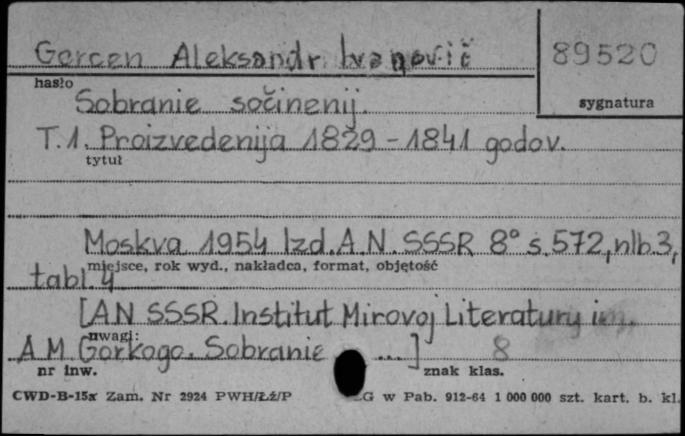 Gercen Aleksandr Ivanovič
89520
hasło
sygnatura
Sobranie sočinenij.
T.1. Proizvedenija 1829-1841 godov.
tytuł
Moskva 1954 Izd. A.N. SSSR 8° s. 572, nlb. 3,
miejsce, rok wyd., nakładca, format, objętość
tabl. 4
[AN SSSR. Institut Mirovoj Literatury im.
uwagi:
A M Gorkogo. Sobranie ...] 8
nr inw.
znak klas.
CWD-B-15x Zam. Nr 2924 PWH/ŁŻ/P
G w Pab. 912-64 1 000 000 szt. kart. b. kl.